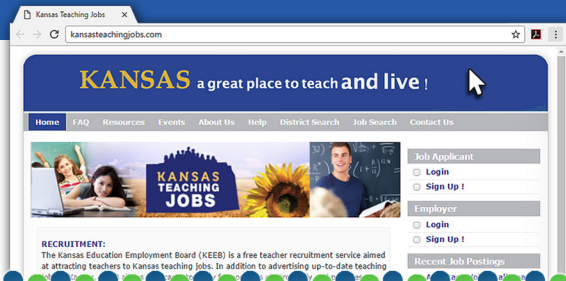 Kansas Teaching Jobs
kansasteachingjobs.com
KANSAS a great place to teach and live !
Home FAQ Resources Events About Us Help District Search Job Search Contact Us
KANSAS
TEACHING
JOBS
Job Applicant
Login
Sign Up !
Employer
Login
Sign Up !
Recent Job Postings
RECRUITMENT:
The Kansas Education Employment Board (KEEB) is a free teacher recruitment service aimed
at attracting teachers to Kansas teaching jobs. In addition to advertising up-to-date teaching